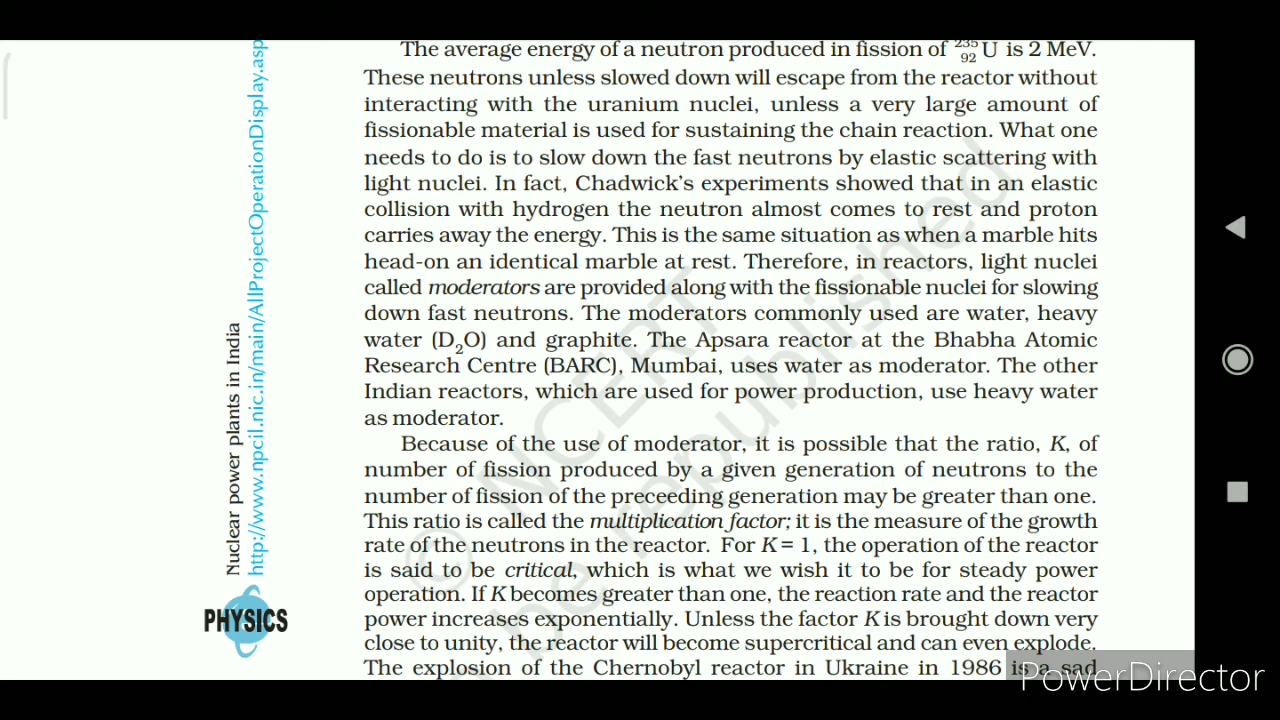 The average energy of a neutron produced in fission of ²³⁵₉₂U is 2 MeV.
These neutrons unless slowed down will escape from the reactor without
interacting with the uranium nuclei, unless a very large amount of
fissionable material is used for sustaining the chain reaction. What one
needs to do is to slow down the fast neutrons by elastic scattering with
light nuclei. In fact, Chadwick's experiments showed that in an elastic
collision with hydrogen the neutron almost comes to rest and proton
carries away the energy. This is the same situation as when a marble hits
head-on an identical marble at rest. Therefore, in reactors, light nuclei
called moderators are provided along with the fissionable nuclei for slowing
down fast neutrons. The moderators commonly used are water, heavy
water (D₂O) and graphite. The Apsara reactor at the Bhabha Atomic
Research Centre (BARC), Mumbai, uses water as moderator. The other
Indian reactors, which are used for power production, use heavy water
as moderator.
Because of the use of moderator, it is possible that the ratio, K, of
number of fission produced by a given generation of neutrons to the
number of fission of the preceeding generation may be greater than one.
This ratio is called the multiplication factor; it is the measure of the growth
rate of the neutrons in the reactor. For K = 1, the operation of the reactor
is said to be critical, which is what we wish it to be for steady power
operation. If K becomes greater than one, the reaction rate and the reactor
power increases exponentially. Unless the factor K is brought down very
close to unity, the reactor will become supercritical and can even explode.
The explosion of the Chernobyl reactor in Ukraine in 1986 is a sad
Nuclear power plants in India
http://www.npcil.nic.in/main/AllProjectOperationDisplay.asp
PHYSICS
© NCERT
be republished
PowerDirector